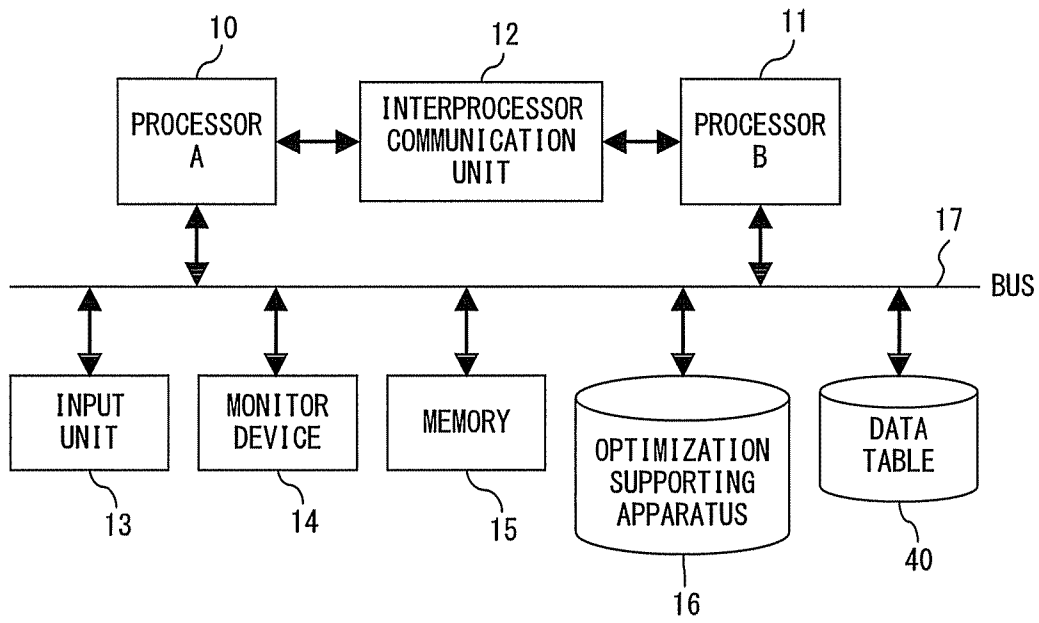 10
12
11
PROCESSOR
A
INTERPROCESSOR
COMMUNICATION
UNIT
PROCESSOR
B
17
BUS
INPUT
UNIT
MONITOR
DEVICE
MEMORY
OPTIMIZATION
SUPPORTING
APPARATUS
DATA
TABLE
13
14
15
16
40